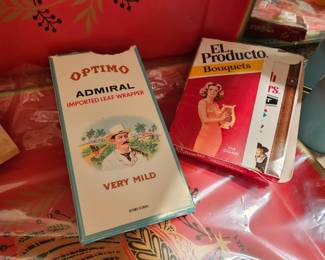 OPTIMO
ADMIRAL
IMPORTED LEAF WRAPPER
VERY MILD
El Producto
Bouquets